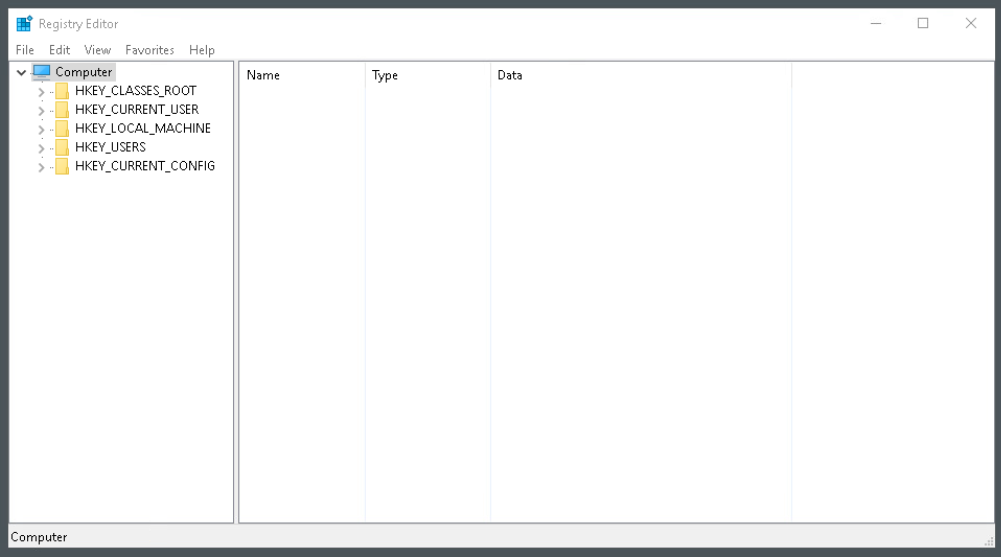 Registry Editor
File Edit View Favorites Help
Computer
HKEY_CLASSES_ROOT
HKEY_CURRENT_USER
HKEY_LOCAL_MACHINE
HKEY_USERS
HKEY_CURRENT_CONFIG
Name Type Data
Computer